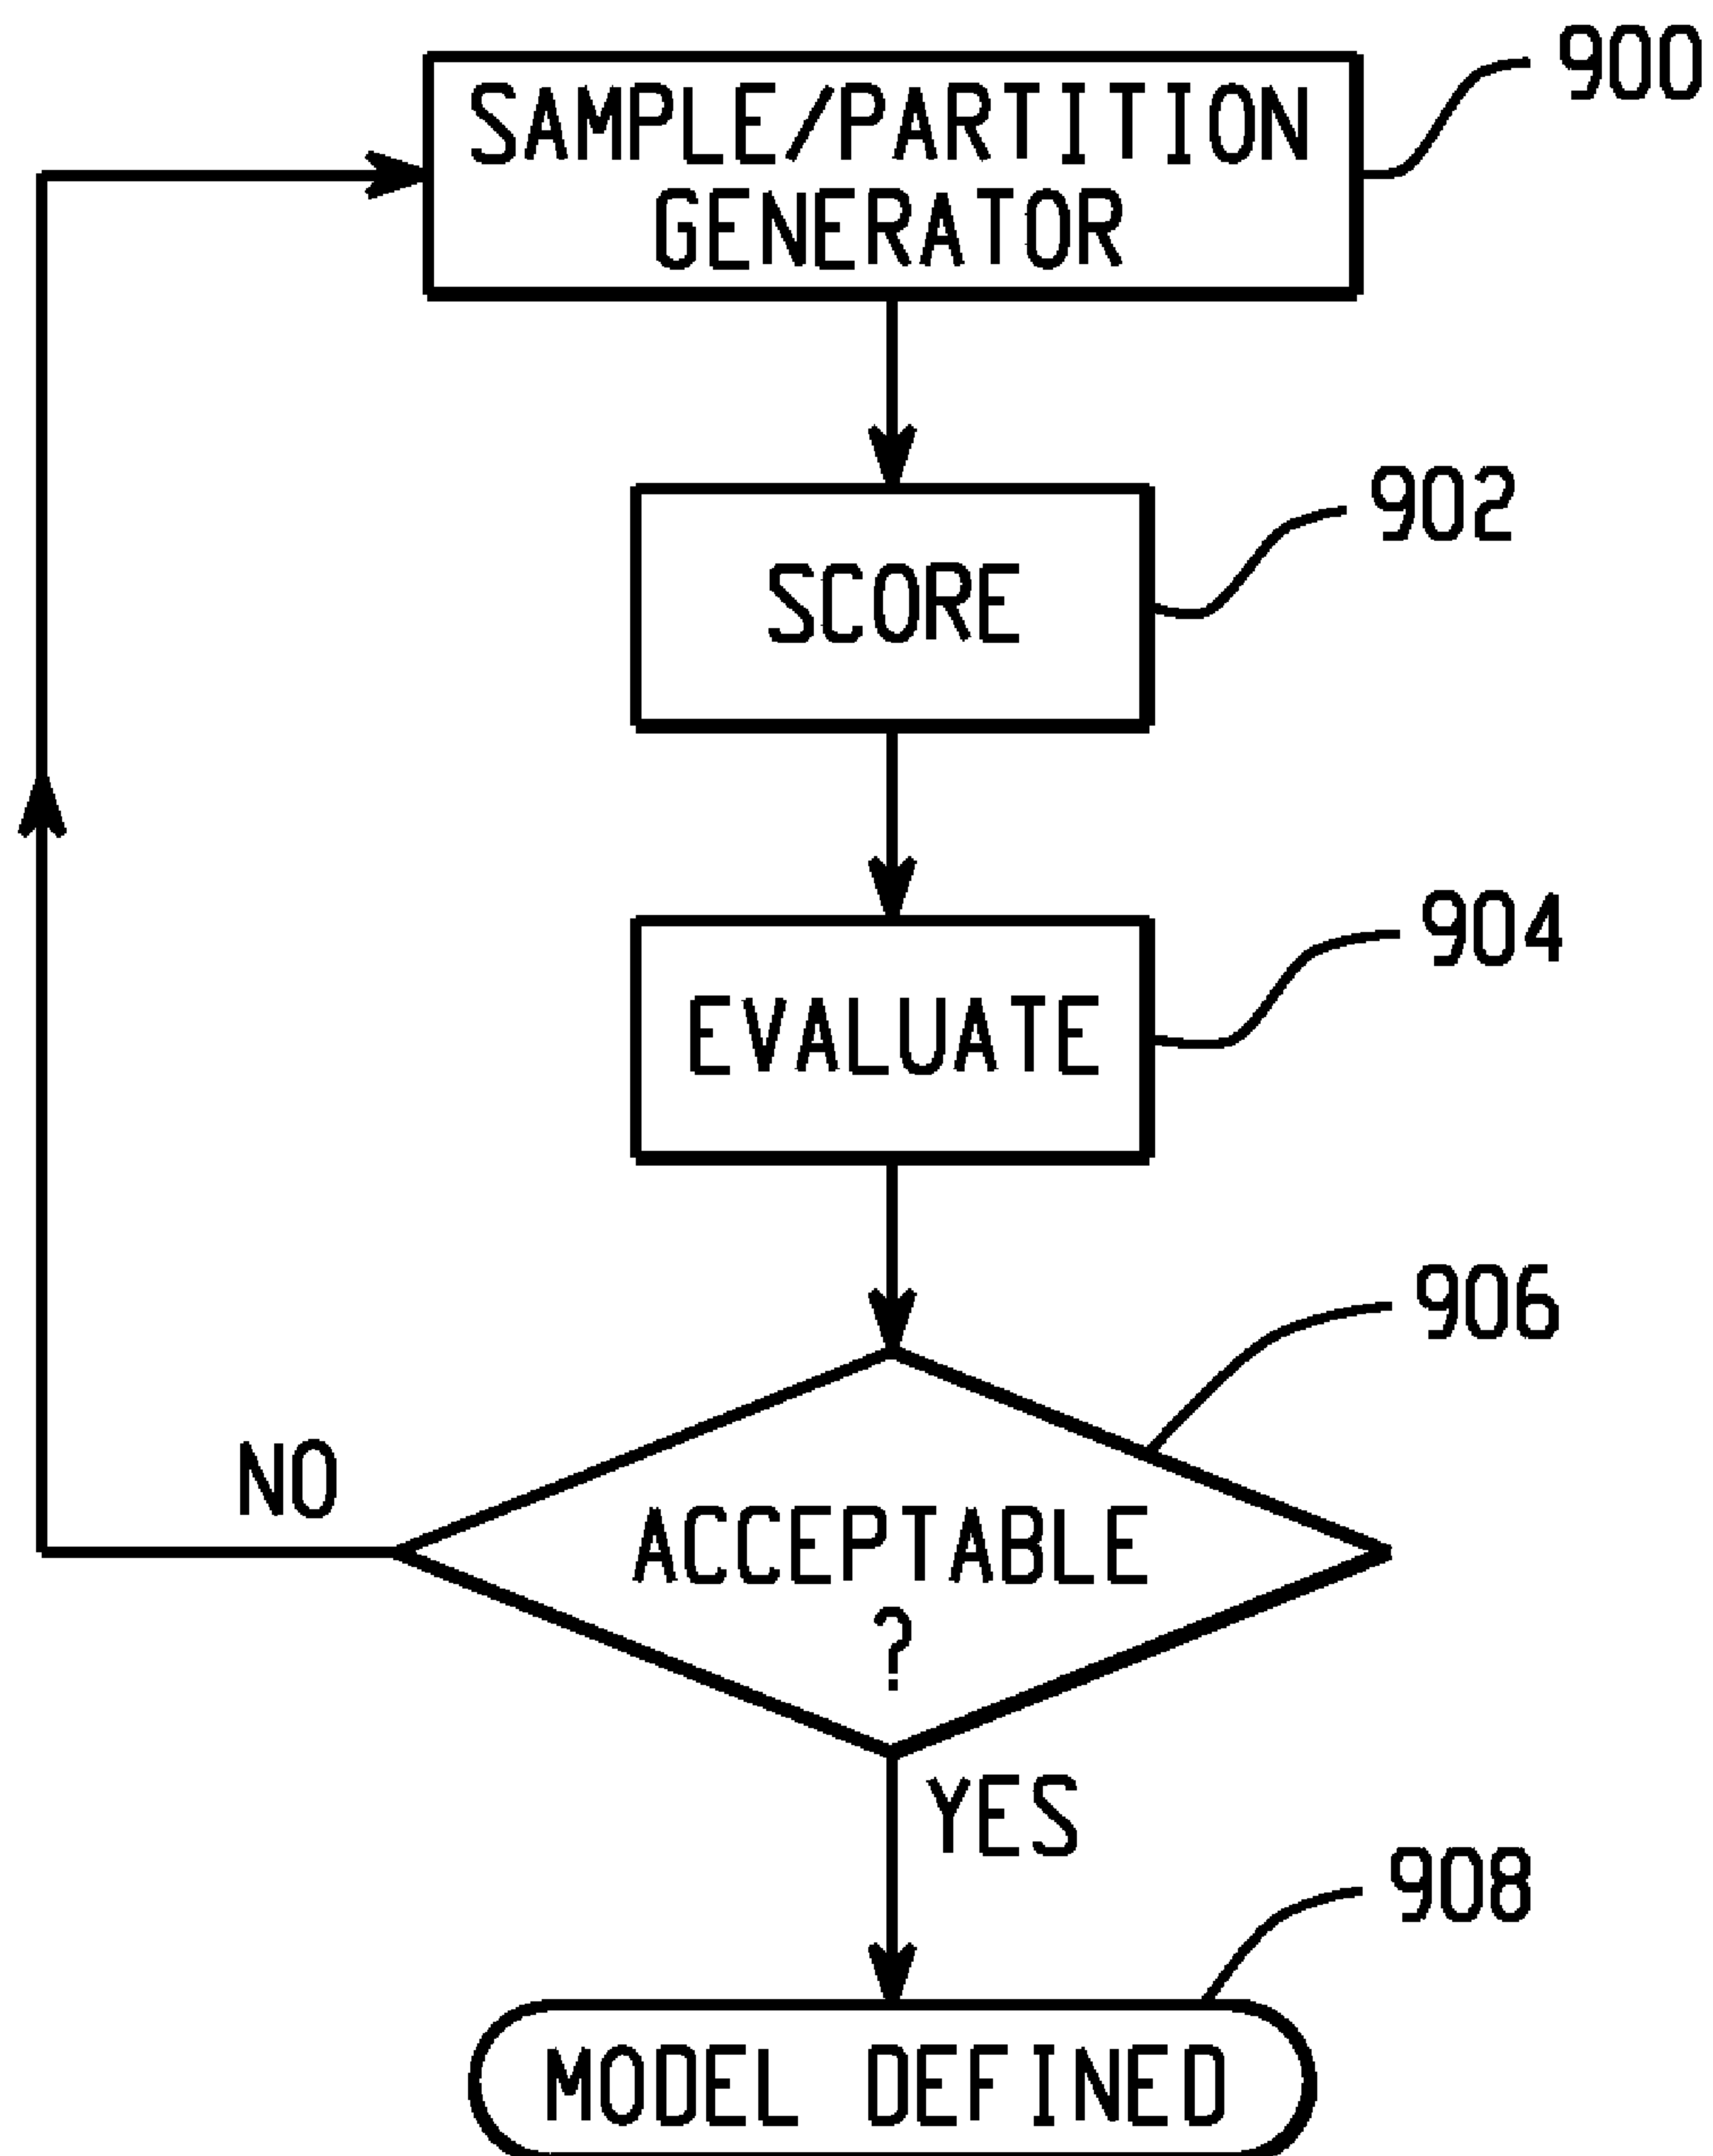 900
SAMPLE/PARTITION
GENERATOR
902
SCORE
904
EVALUATE
906
NO
ACCEPTABLE
?
YES
908
MODEL DEFINED